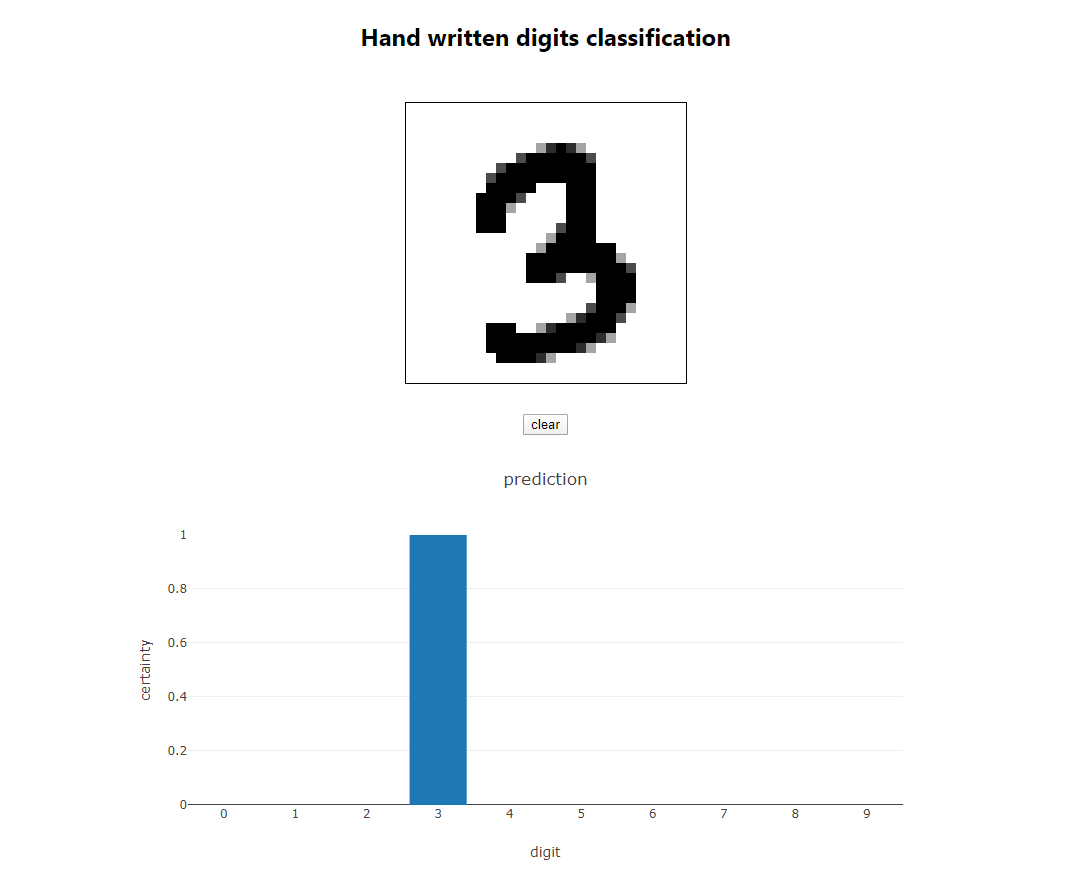 Hand written digits classification
3
clear
prediction
1
0.8
0.6
0.4
0.2
0
certainty
0 1 2 3 4 5 6 7 8 9
digit